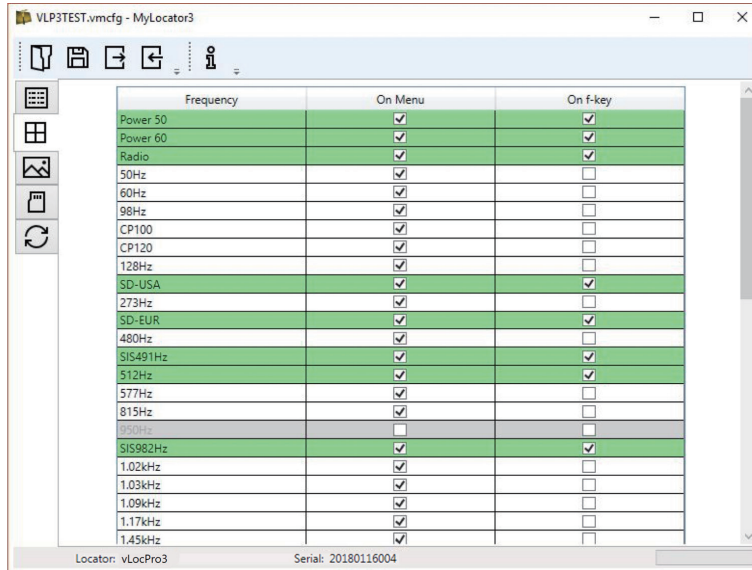 VLP3TEST.vmcfg - MyLocator3
Frequency On Menu On f-key
Power 50
Power 60
Radio
50Hz
60Hz
98Hz
CP100
CP120
128Hz
SD-USA
273Hz
SD-EUR
480Hz
SIS491Hz
512Hz
577Hz
815Hz
950Hz
SIS982Hz
1.02kHz
1.03kHz
1.09kHz
1.17kHz
1.45kHz
Locator: vLocPro3 Serial: 20180116004